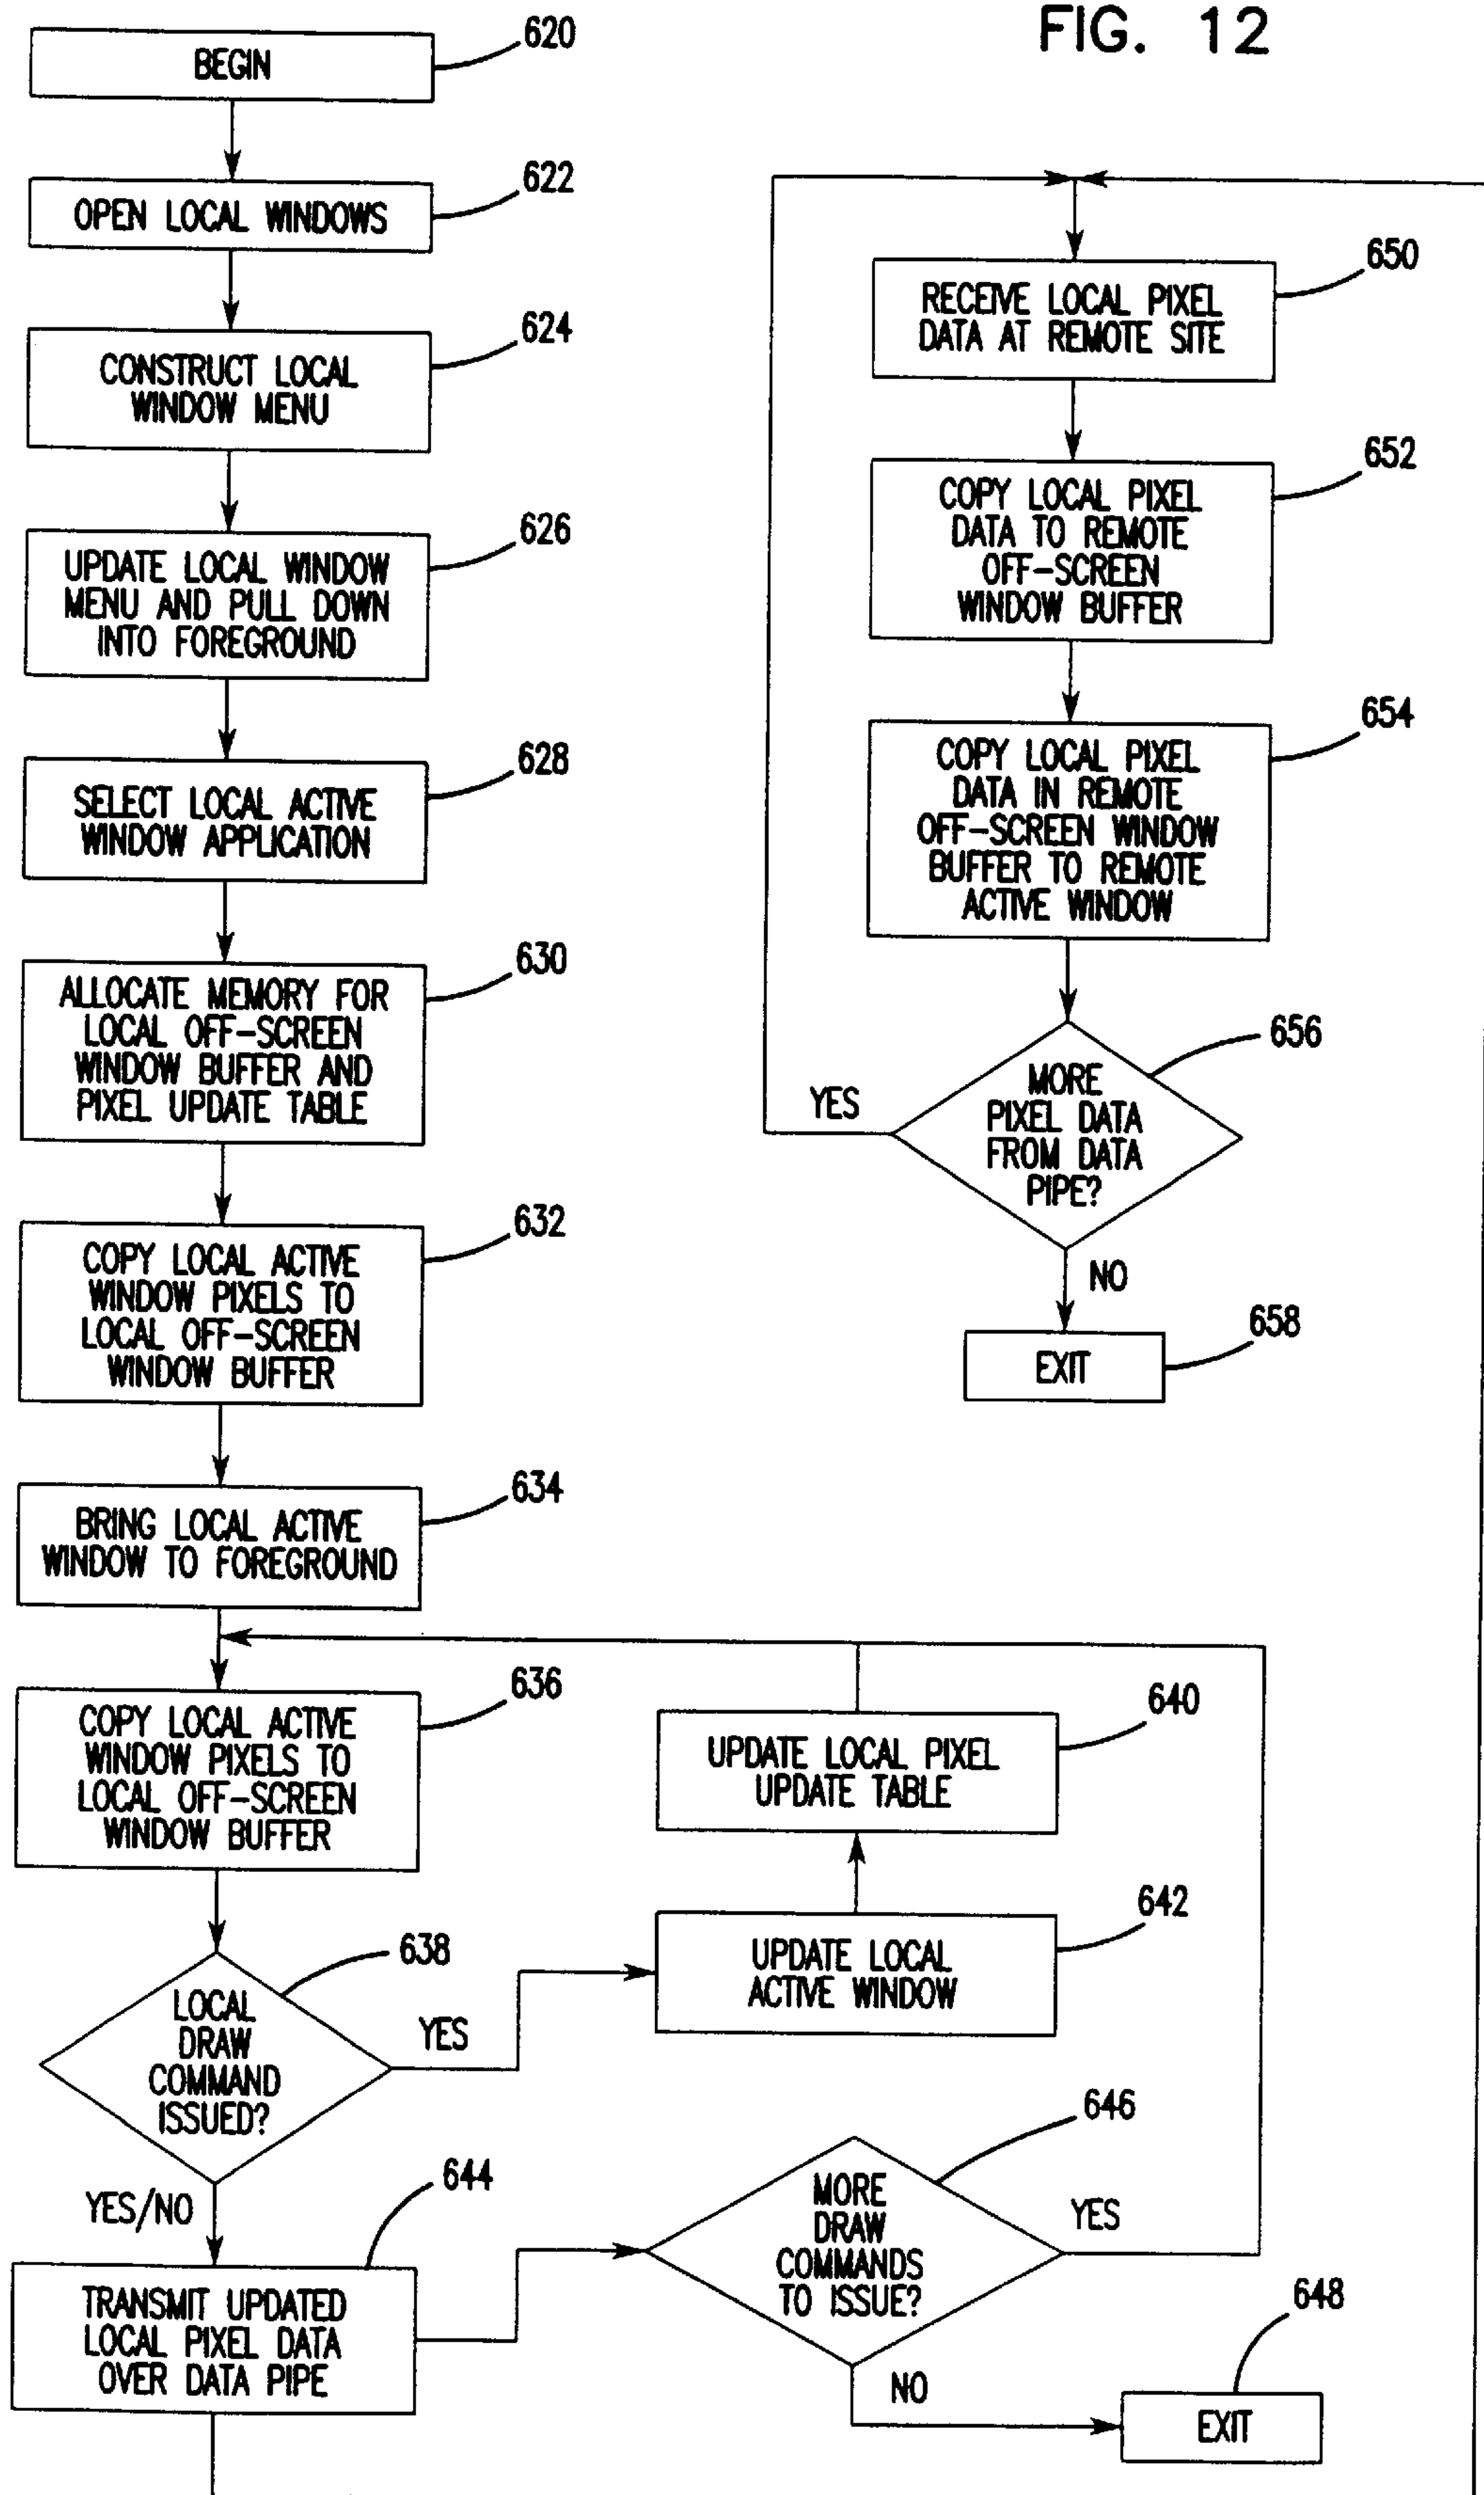 FIG. 12
BEGIN
620
OPEN LOCAL WINDOWS
622
CONSTRUCT LOCAL
WINDOW MENU
624
UPDATE LOCAL WINDOW
MENU AND PULL DOWN
INTO FOREGROUND
626
SELECT LOCAL ACTIVE
WINDOW APPLICATION
628
ALLOCATE MEMORY FOR
LOCAL OFF-SCREEN
WINDOW BUFFER AND
PIXEL UPDATE TABLE
630
COPY LOCAL ACTIVE
WINDOW PIXELS TO
LOCAL OFF-SCREEN
WINDOW BUFFER
632
BRING LOCAL ACTIVE
WINDOW TO FOREGROUND
634
COPY LOCAL ACTIVE
WINDOW PIXELS TO
LOCAL OFF-SCREEN
WINDOW BUFFER
636
LOCAL
DRAW
COMMAND
ISSUED?
638
YES
YES/NO
UPDATE LOCAL PIXEL
UPDATE TABLE
640
UPDATE LOCAL
ACTIVE WINDOW
642
TRANSMIT UPDATED
LOCAL PIXEL DATA
OVER DATA PIPE
644
MORE
DRAW
COMMANDS
TO ISSUE?
646
YES
NO
EXIT
648
RECEIVE LOCAL PIXEL
DATA AT REMOTE SITE
650
COPY LOCAL PIXEL
DATA TO REMOTE
OFF-SCREEN
WINDOW BUFFER
652
COPY LOCAL PIXEL
DATA IN REMOTE
OFF-SCREEN WINDOW
BUFFER TO REMOTE
ACTIVE WINDOW
654
MORE
PIXEL DATA
FROM DATA
PIPE?
656
YES
NO
EXIT
658